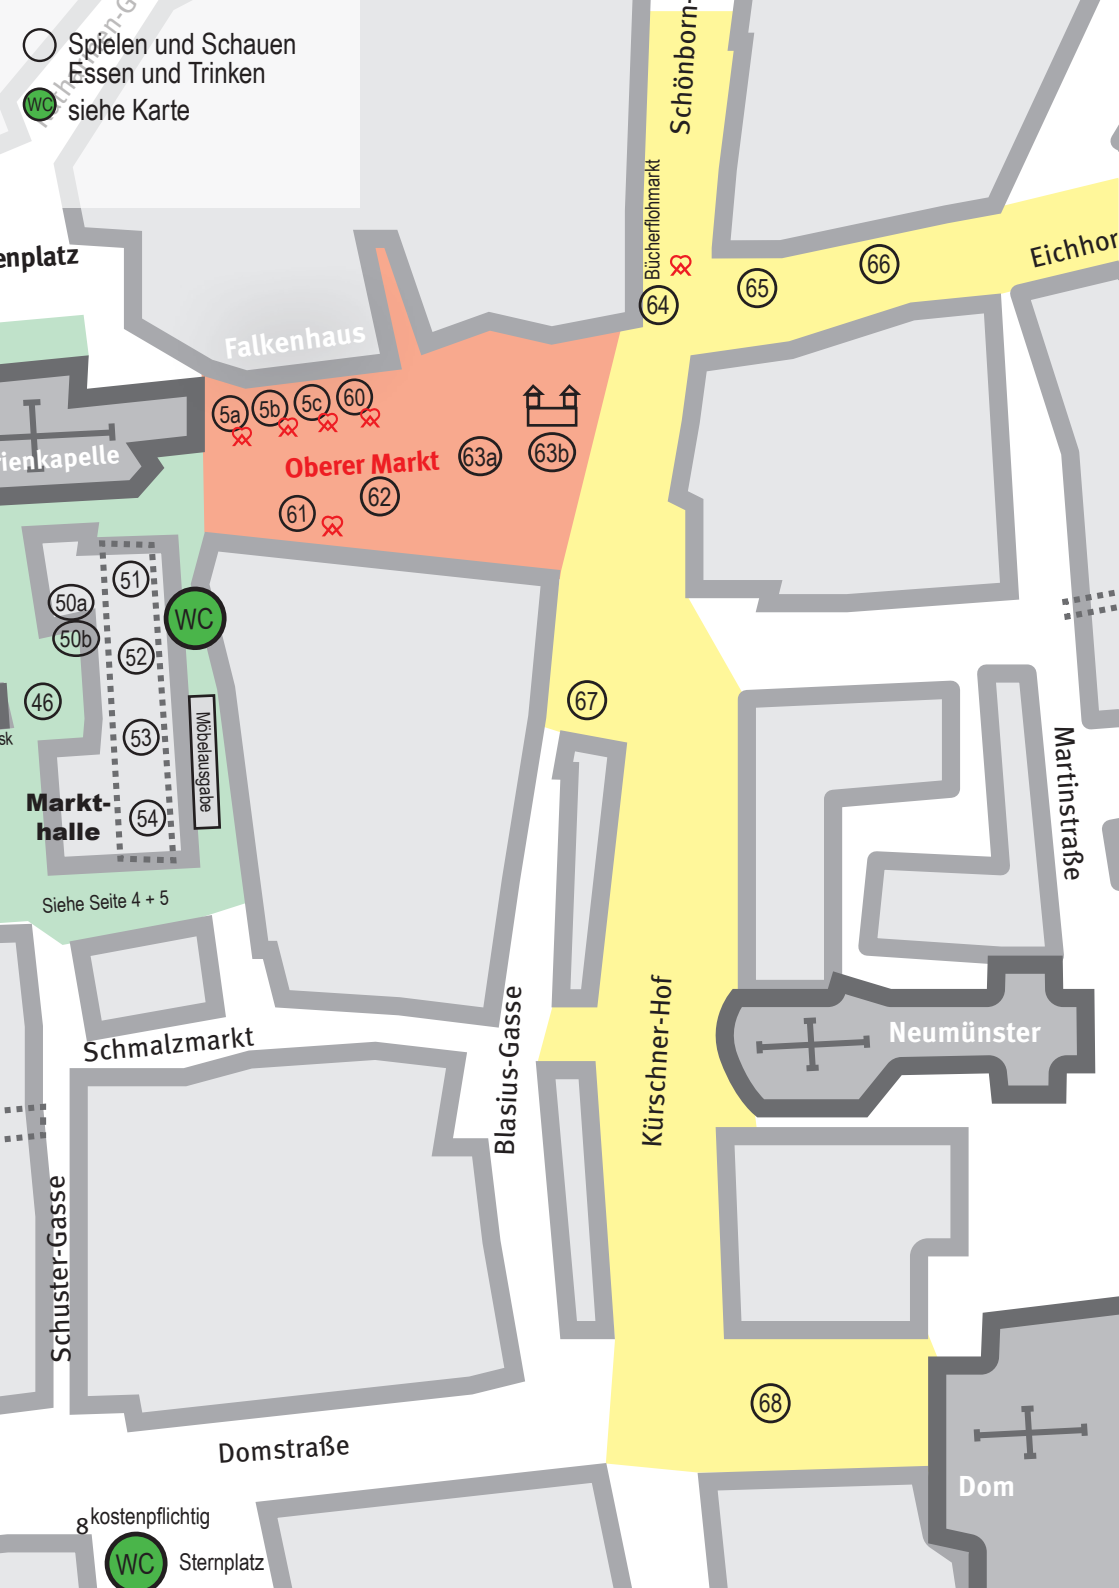 Spielen und Schauen
Essen und Trinken
WC siehe Karte
Schönborn-
Bücherflohmarkt
Eichhor
enplatz
Falkenhaus
64
65
66
5a
5b
5c
60
rienkapelle
Oberer Markt
63a
63b
61
62
51
50a
50b
WC
52
46
67
sk
53
Möbelausgabe
Markt-
halle
54
Martinstraße
Siehe Seite 4 + 5
Schmalzmarkt
Blasius-Gasse
Kürschner-Hof
Neumünster
Schuster-Gasse
68
Domstraße
Dom
8
kostenpflichtig
WC
Sternplatz